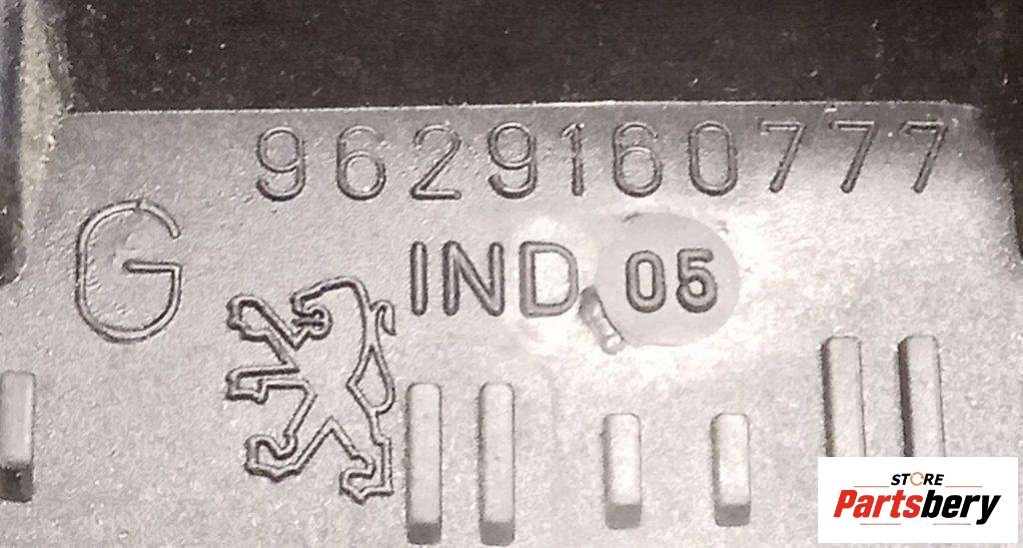 9629160777
G
IND 05
STORE
Partsbery